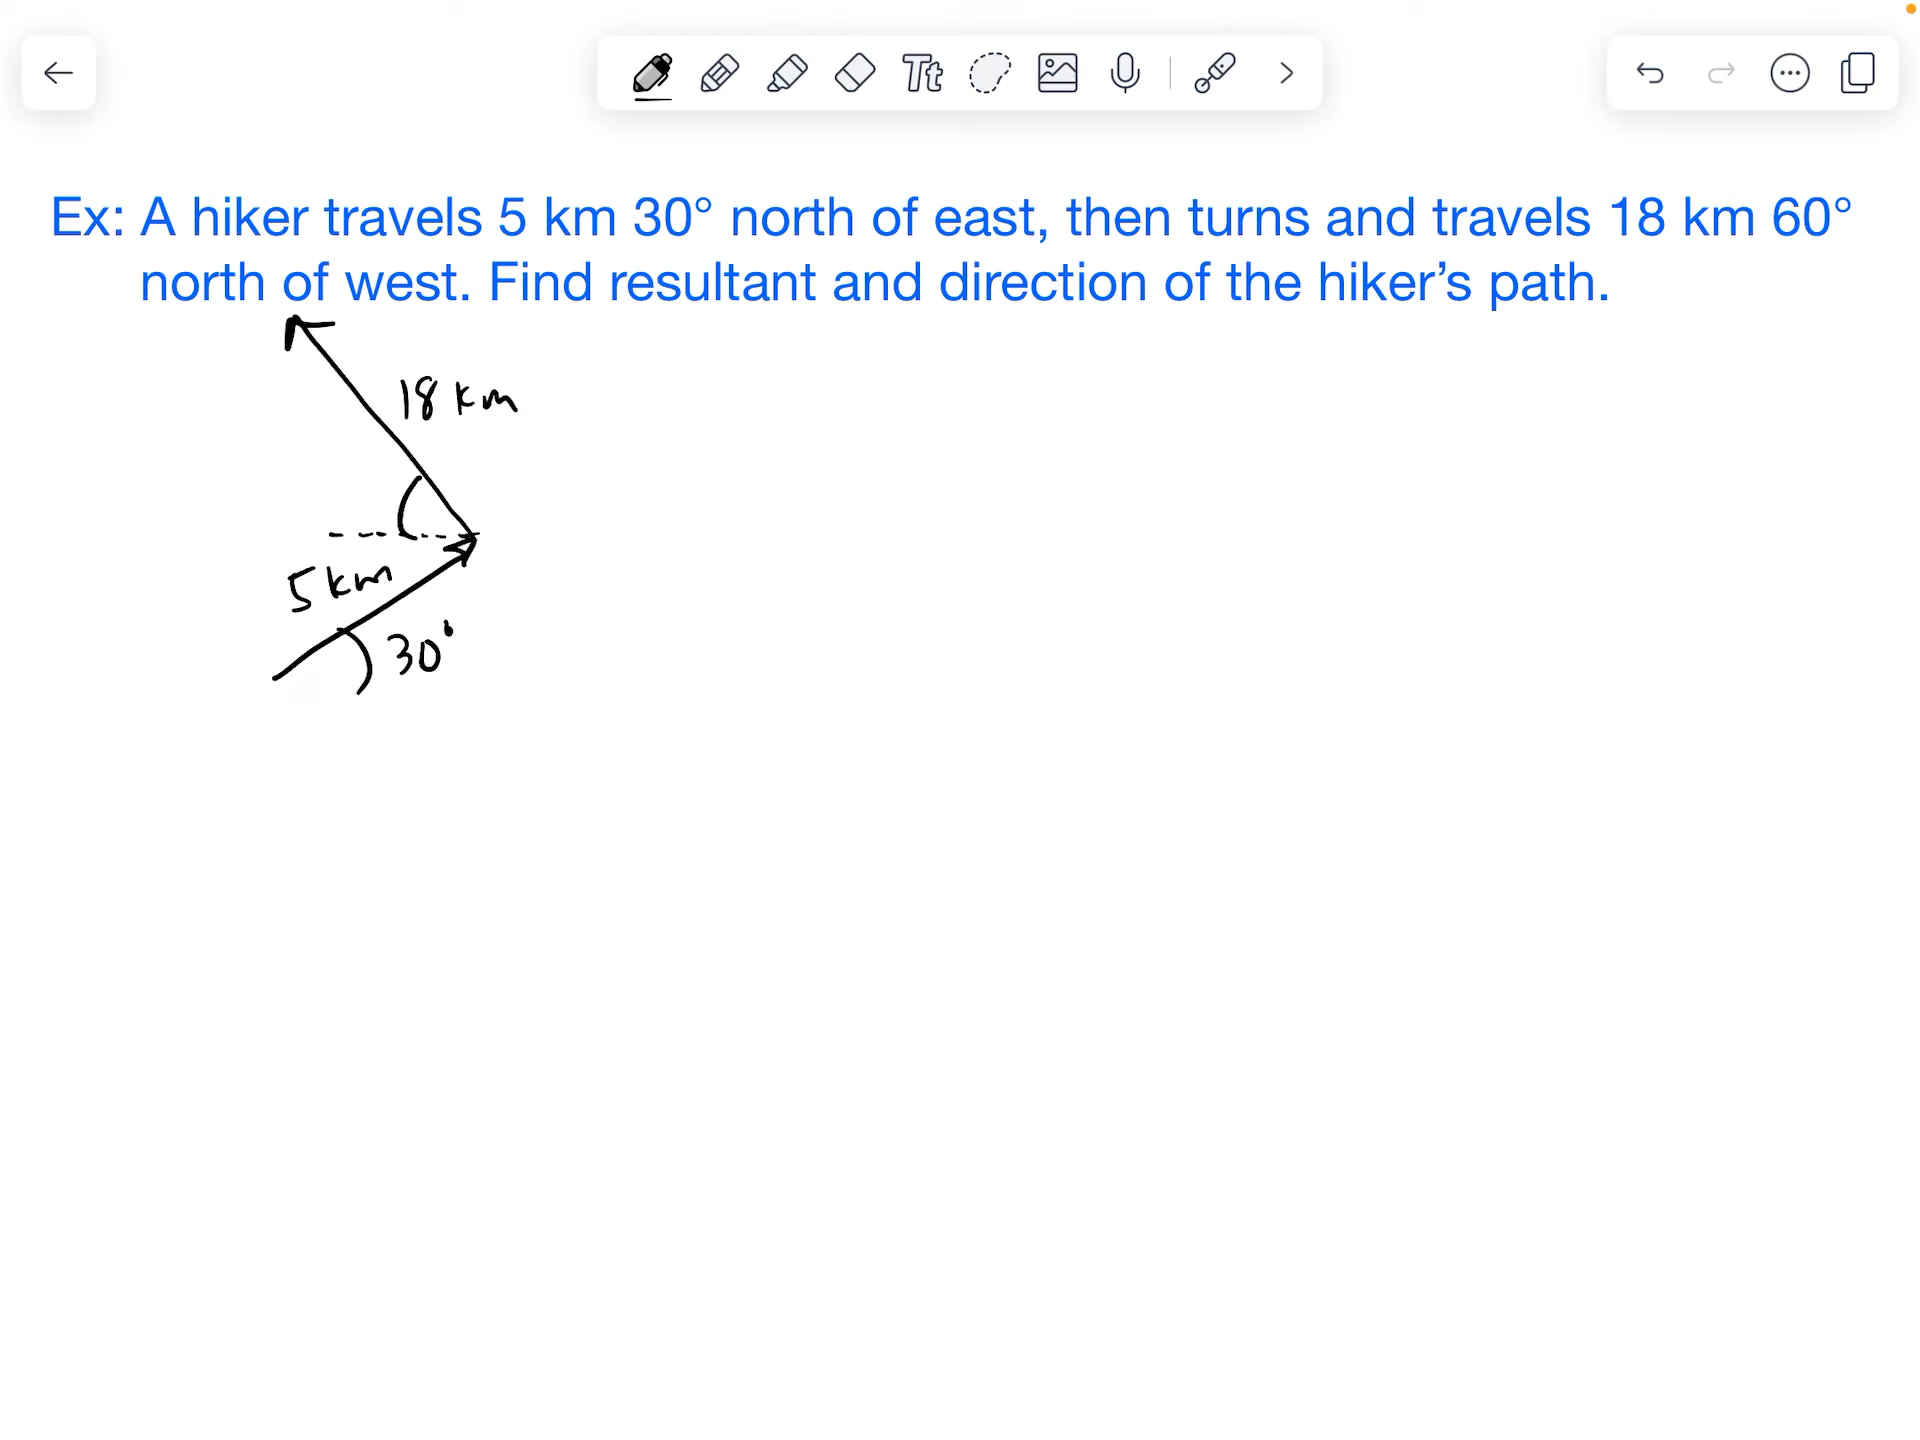 Tt
Ex: A hiker travels 5 km 30° north of east, then turns and travels 18 km 60°
north of west. Find resultant and direction of the hiker’s path.
18 km
5 km
30°